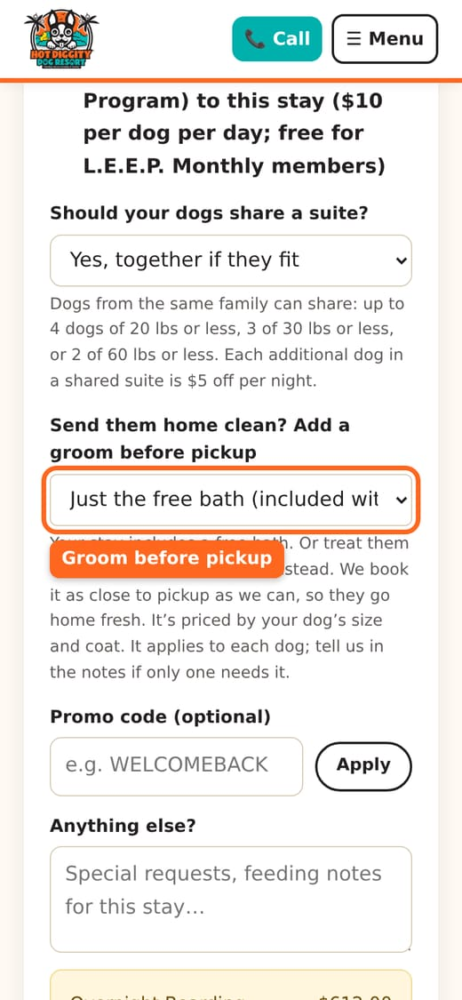 HOT DIGGITY
DOG RESORT
📞 Call
☰ Menu
Program) to this stay ($10
per dog per day; free for
L.E.E.P. Monthly members)
Should your dogs share a suite?
Yes, together if they fit
Dogs from the same family can share: up to
4 dogs of 20 lbs or less, 3 of 30 lbs or less,
or 2 of 60 lbs or less. Each additional dog in
a shared suite is $5 off per night.
Send them home clean? Add a
groom before pickup
Just the free bath (included wit
Your stay includes a free bath. Or treat them
Groom before pickup
stead. We book
it as close to pickup as we can, so they go
home fresh. It’s priced by your dog’s size
and coat. It applies to each dog; tell us in
the notes if only one needs it.
Promo code (optional)
e.g. WELCOMEBACK
Apply
Anything else?
Special requests, feeding notes
for this stay…
Overnight Boarding
$612.00